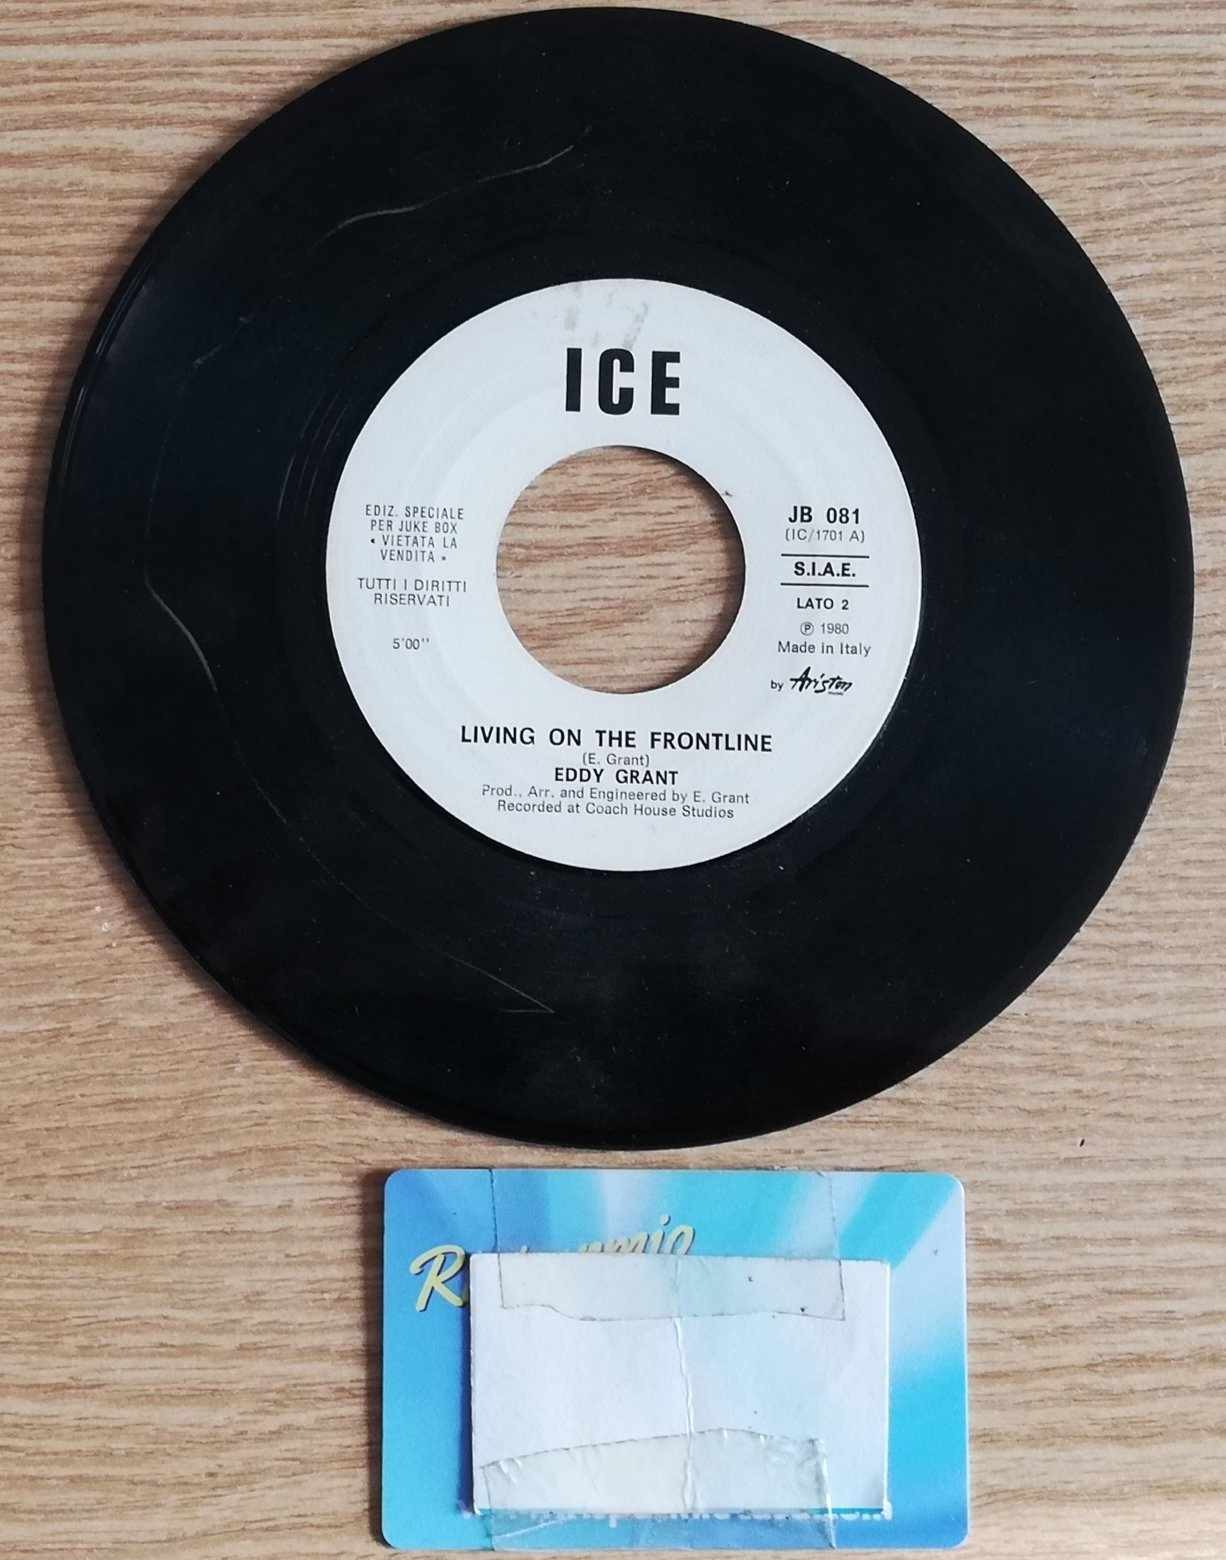 ICE
EDIZ. SPECIALE
PER JUKE BOX
« VIETATA LA
VENDITA »
TUTTI I DIRITTI
RISERVATI
5'00''
JB 081
(IC/1701 A)
S.I.A.E.
LATO 2
℗ 1980
Made in Italy
by Ariston
LIVING ON THE FRONTLINE
(E. Grant)
EDDY GRANT
Prod., Arr. and Engineered by E. Grant
Recorded at Coach House Studios